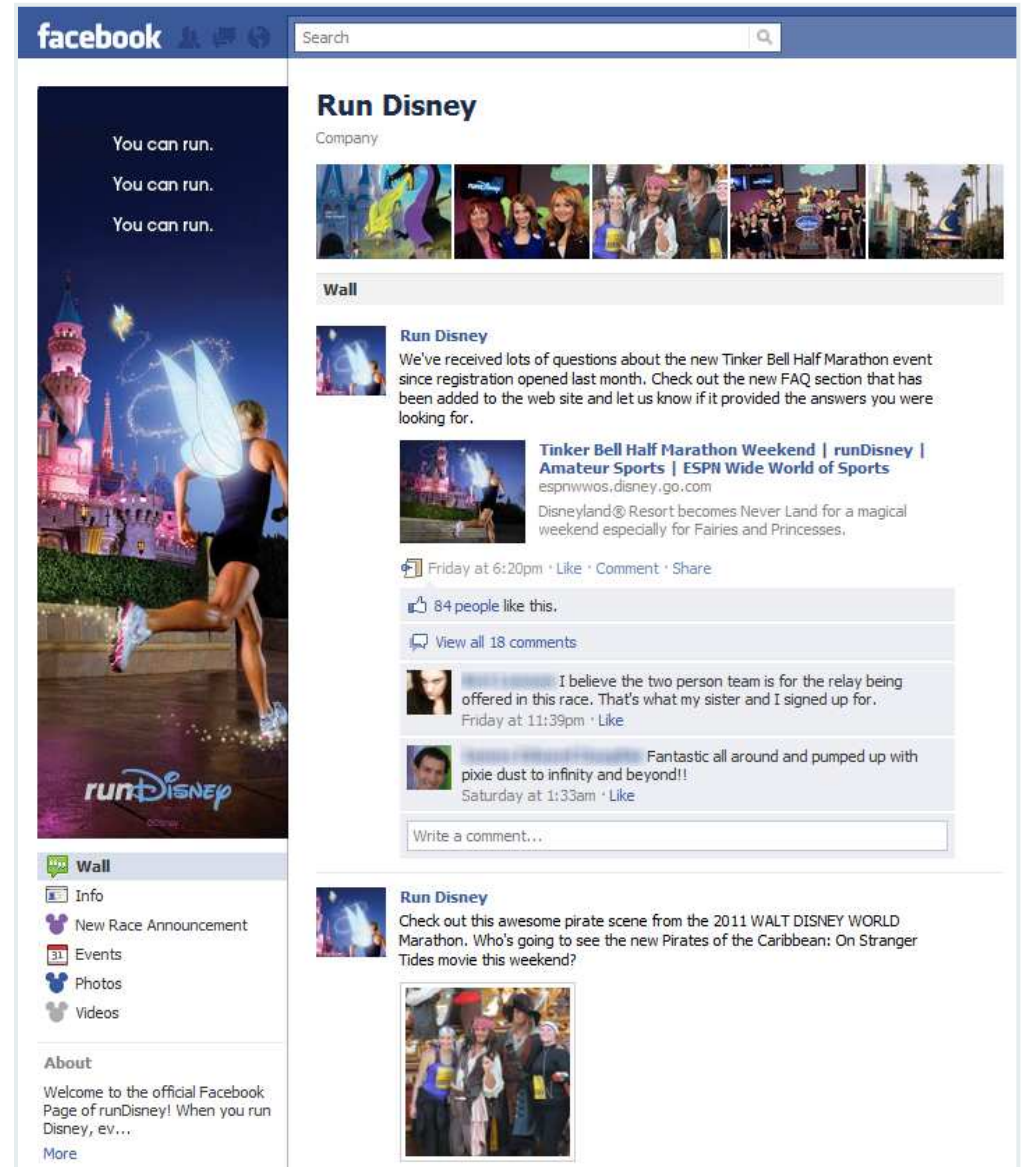 facebook
Search
You can run.
You can run.
You can run.
runDisney
©Disney
Wall
Info
New Race Announcement
31 Events
Photos
Videos
About
Welcome to the official Facebook
Page of runDisney! When you run
Disney, ev...
More
Run Disney
Company
runDisney
Wall
Run Disney
We've received lots of questions about the new Tinker Bell Half Marathon event
since registration opened last month. Check out the new FAQ section that has
been added to the web site and let us know if it provided the answers you were
looking for.
Tinker Bell Half Marathon Weekend | runDisney |
Amateur Sports | ESPN Wide World of Sports
espnwwos.disney.go.com
Disneyland® Resort becomes Never Land for a magical
weekend especially for Fairies and Princesses.
Friday at 6:20pm · Like · Comment · Share
84 people like this.
View all 18 comments
I believe the two person team is for the relay being
offered in this race. That's what my sister and I signed up for.
Friday at 11:39pm · Like
Fantastic all around and pumped up with
pixie dust to infinity and beyond!!
Saturday at 1:33am · Like
Write a comment...
Run Disney
Check out this awesome pirate scene from the 2011 WALT DISNEY WORLD
Marathon. Who's going to see the new Pirates of the Caribbean: On Stranger
Tides movie this weekend?